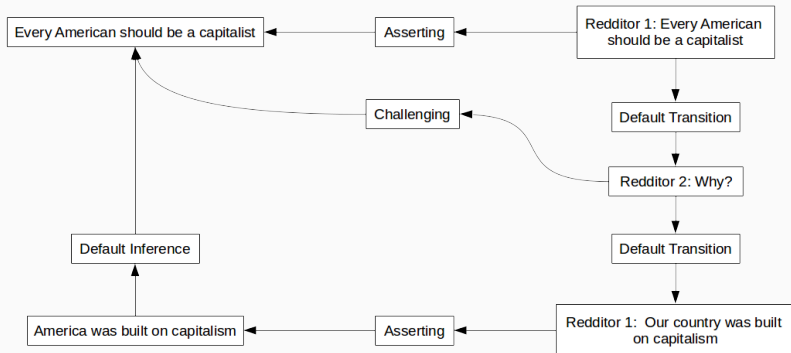 Every American should be a capitalist
Asserting
Redditor 1: Every American
should be a capitalist
Challenging
Default Transition
Redditor 2: Why?
Default Inference
Default Transition
America was built on capitalism
Asserting
Redditor 1: Our country was built
on capitalism